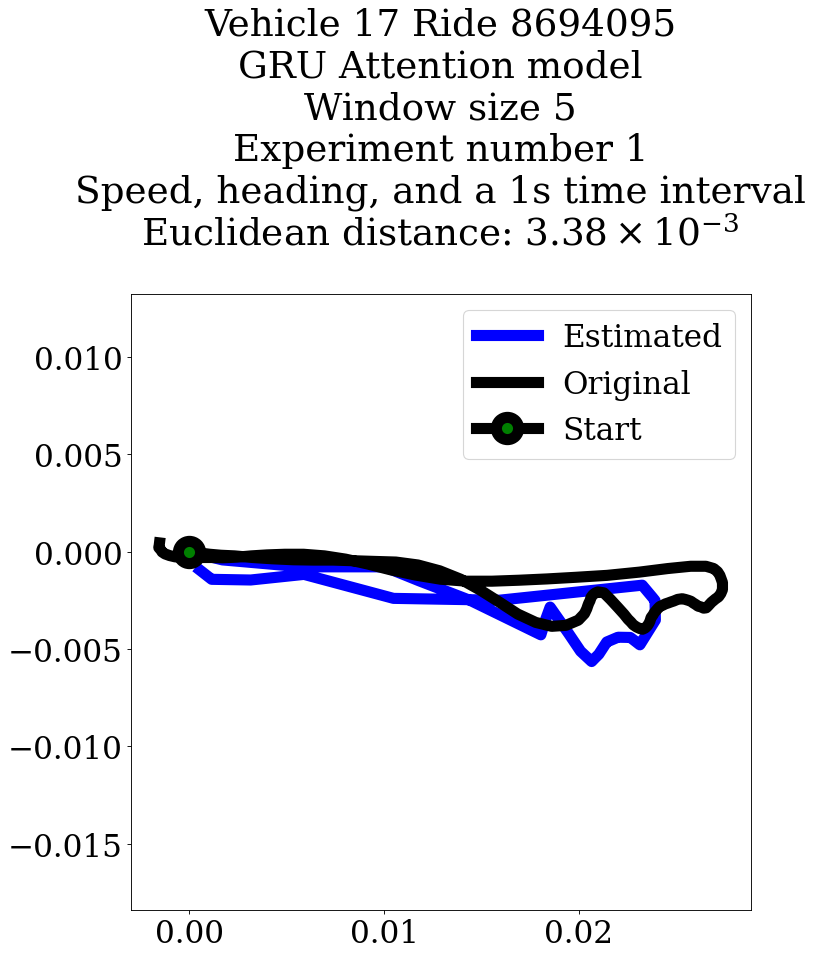 Vehicle 17 Ride 8694095
GRU Attention model
Window size 5
Experiment number 1
Speed, heading, and a 1s time interval
Euclidean distance: 3.38 × 10⁻³
Estimated
Original
Start
0.010
0.005
0.000
−0.005
−0.010
−0.015
0.00 0.01 0.02